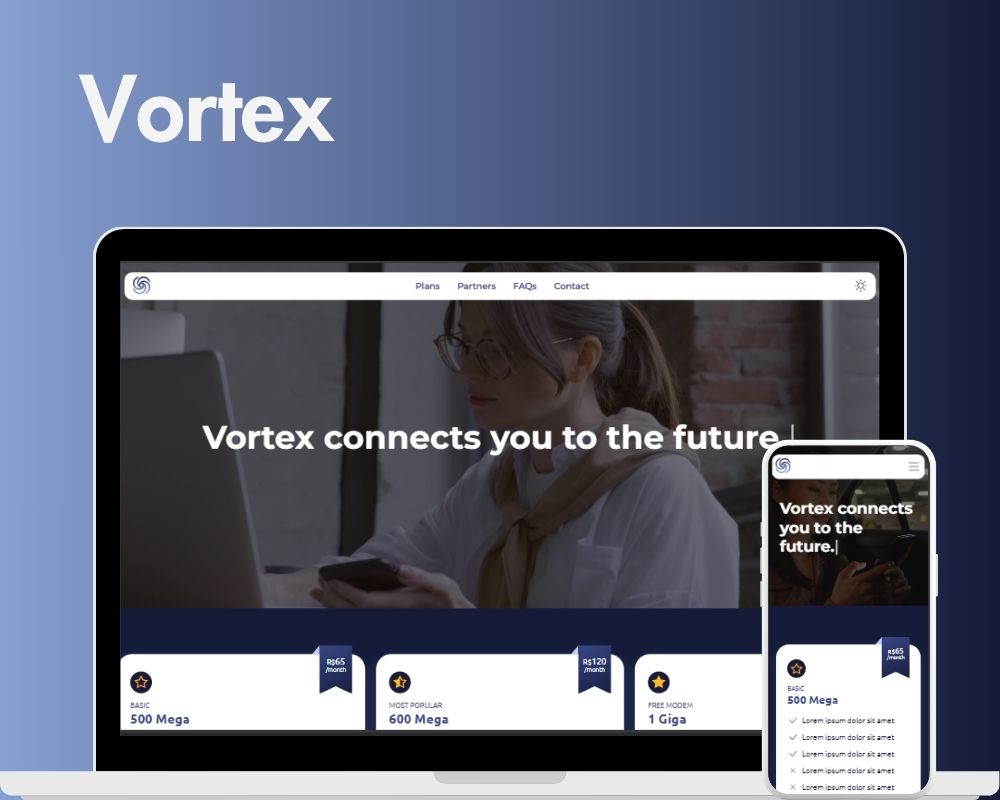 Vortex
Plans Partners FAQs Contact
Vortex connects you to the future.
R$65
/month
BASIC
500 Mega
R$120
/month
MOST POPULAR
600 Mega
FREE MODEM
1 Giga
Vortex connects
you to the
future.
R$65
/month
BASIC
500 Mega
Lorem ipsum dolor sit amet
Lorem ipsum dolor sit amet
Lorem ipsum dolor sit amet
Lorem ipsum dolor sit amet
Lorem ipsum dolor sit amet